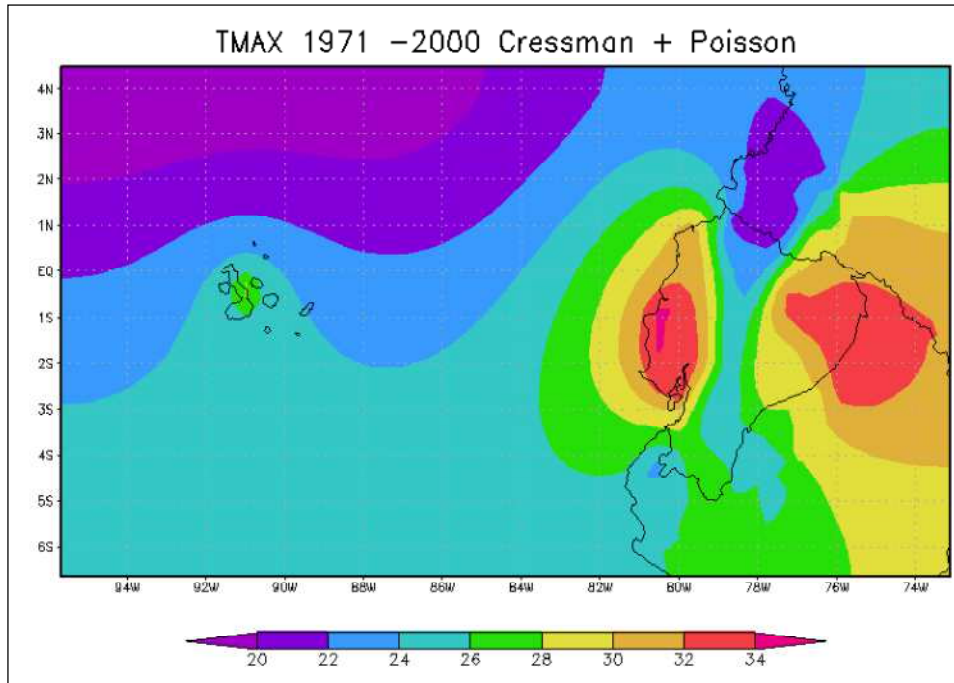 TMAX 1971 -2000 Cressman + Poisson
4N
3N
2N
1N
EQ
1S
2S
3S
4S
5S
6S
94W 92W 90W 88W 86W 84W 82W 80W 78W 76W 74W
20 22 24 26 28 30 32 34